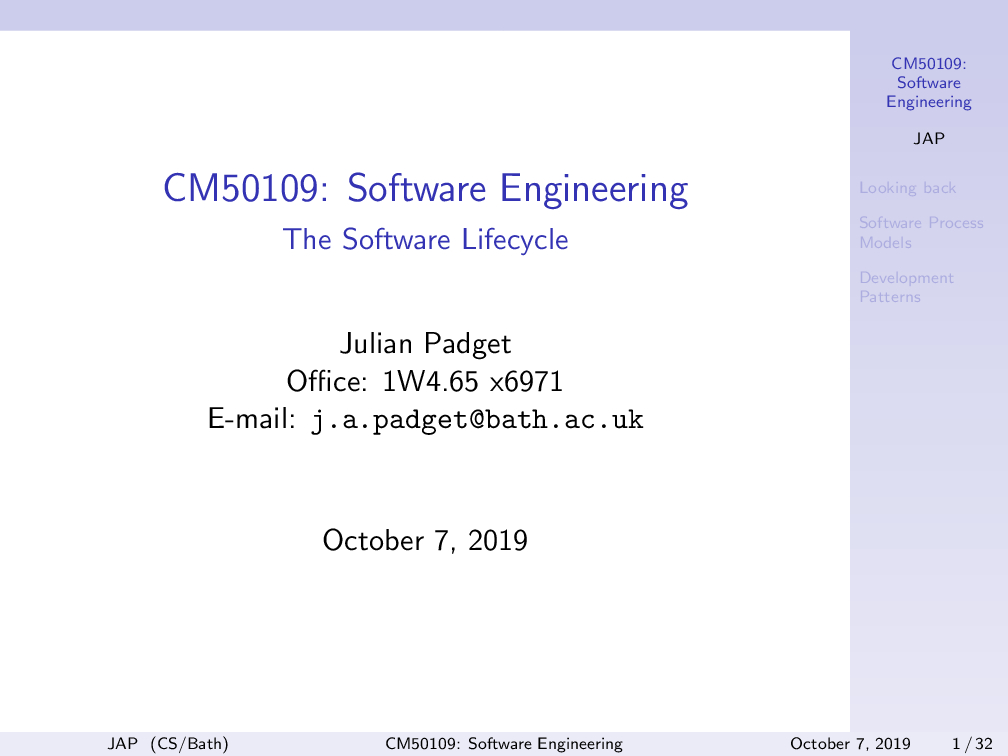 CM50109: Software Engineering
The Software Lifecycle
Julian Padget
Office: 1W4.65 x6971
E-mail: j.a.padget@bath.ac.uk
October 7, 2019
CM50109:
Software
Engineering
JAP
Looking back
Software Process
Models
Development
Patterns
JAP (CS/Bath)
CM50109: Software Engineering
October 7, 2019
1 / 32